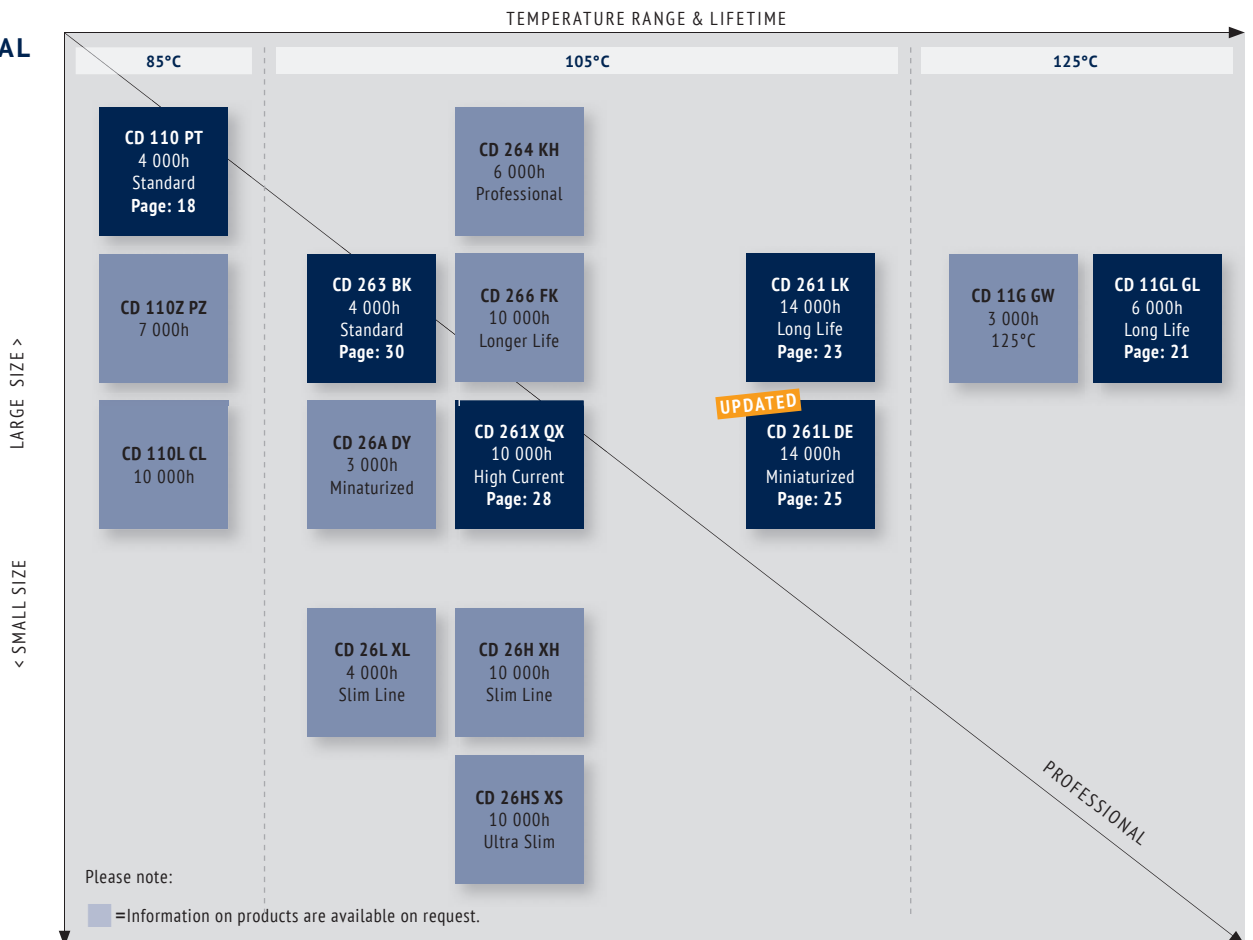 TEMPERATURE RANGE & LIFETIME
AL
85°C
105°C
125°C
CD 110 PT
4 000h
Standard
Page: 18
CD 264 KH
6 000h
Professional
CD 110Z PZ
7 000h
CD 263 BK
4 000h
Standard
Page: 30
CD 266 FK
10 000h
Longer Life
CD 261 LK
14 000h
Long Life
Page: 23
CD 11G GW
3 000h
125°C
CD 11GL GL
6 000h
Long Life
Page: 21
LARGE SIZE >
UPDATED
CD 110L CL
10 000h
CD 26A DY
3 000h
Minaturized
CD 261X QX
10 000h
High Current
Page: 28
CD 261L DE
14 000h
Miniaturized
Page: 25
< SMALL SIZE
CD 26L XL
4 000h
Slim Line
CD 26H XH
10 000h
Slim Line
CD 26HS XS
10 000h
Ultra Slim
PROFESSIONAL
Please note:
=Information on products are available on request.